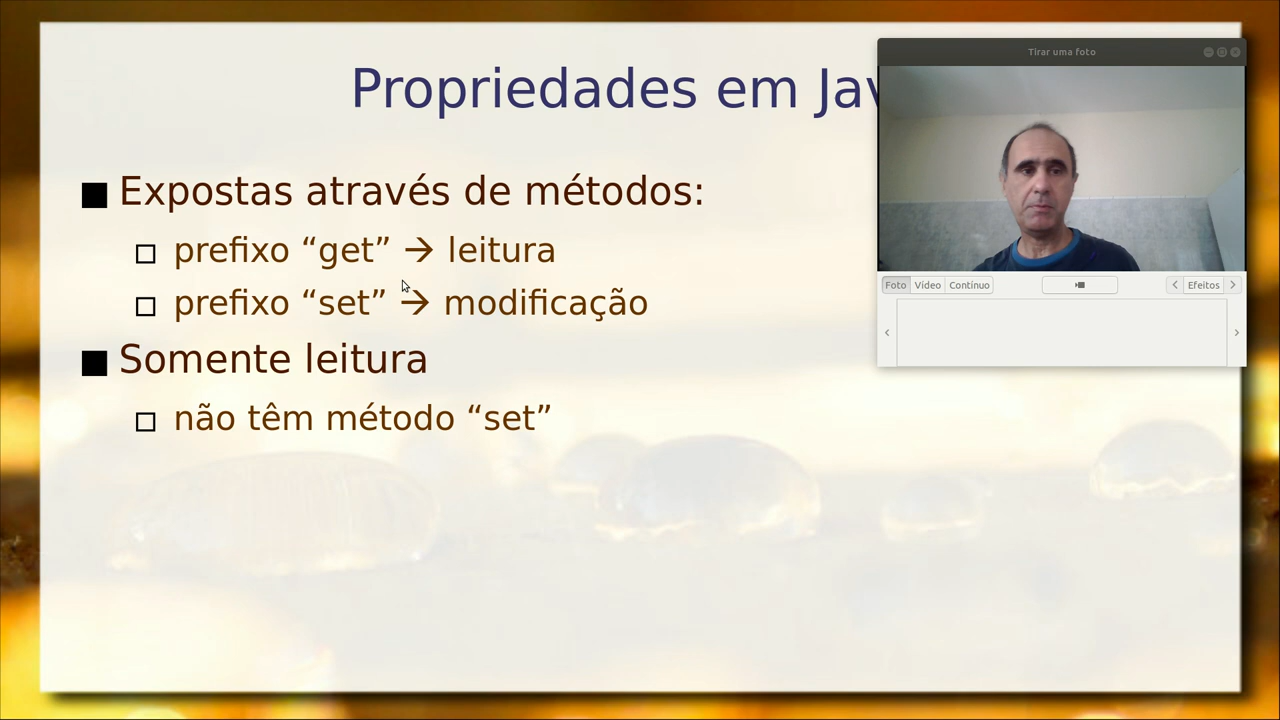 Propriedades em Jav
■ Expostas através de métodos:
□ prefixo “get” → leitura
□ prefixo “set” → modificação
■ Somente leitura
□ não têm método “set”
Tirar uma foto
Foto Vídeo Contínuo Efeitos